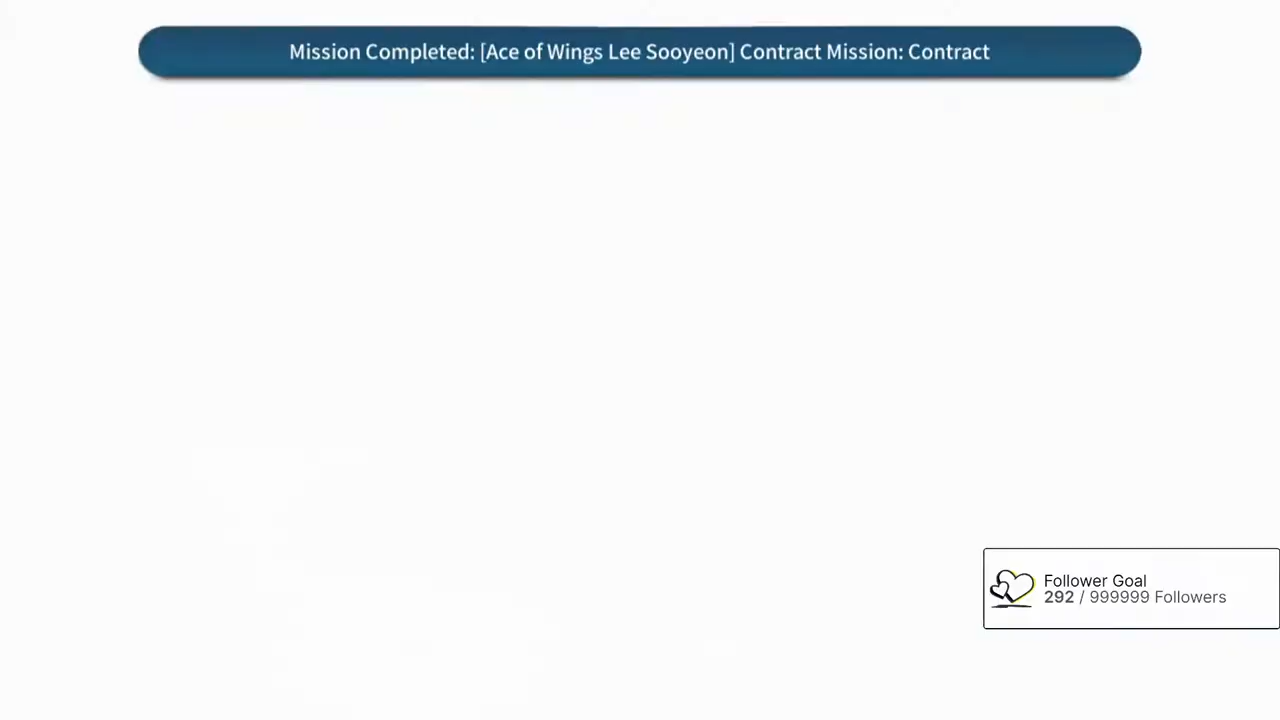 Mission Completed: [Ace of Wings Lee Sooyeon] Contract Mission: Contract
Follower Goal
292 / 999999 Followers